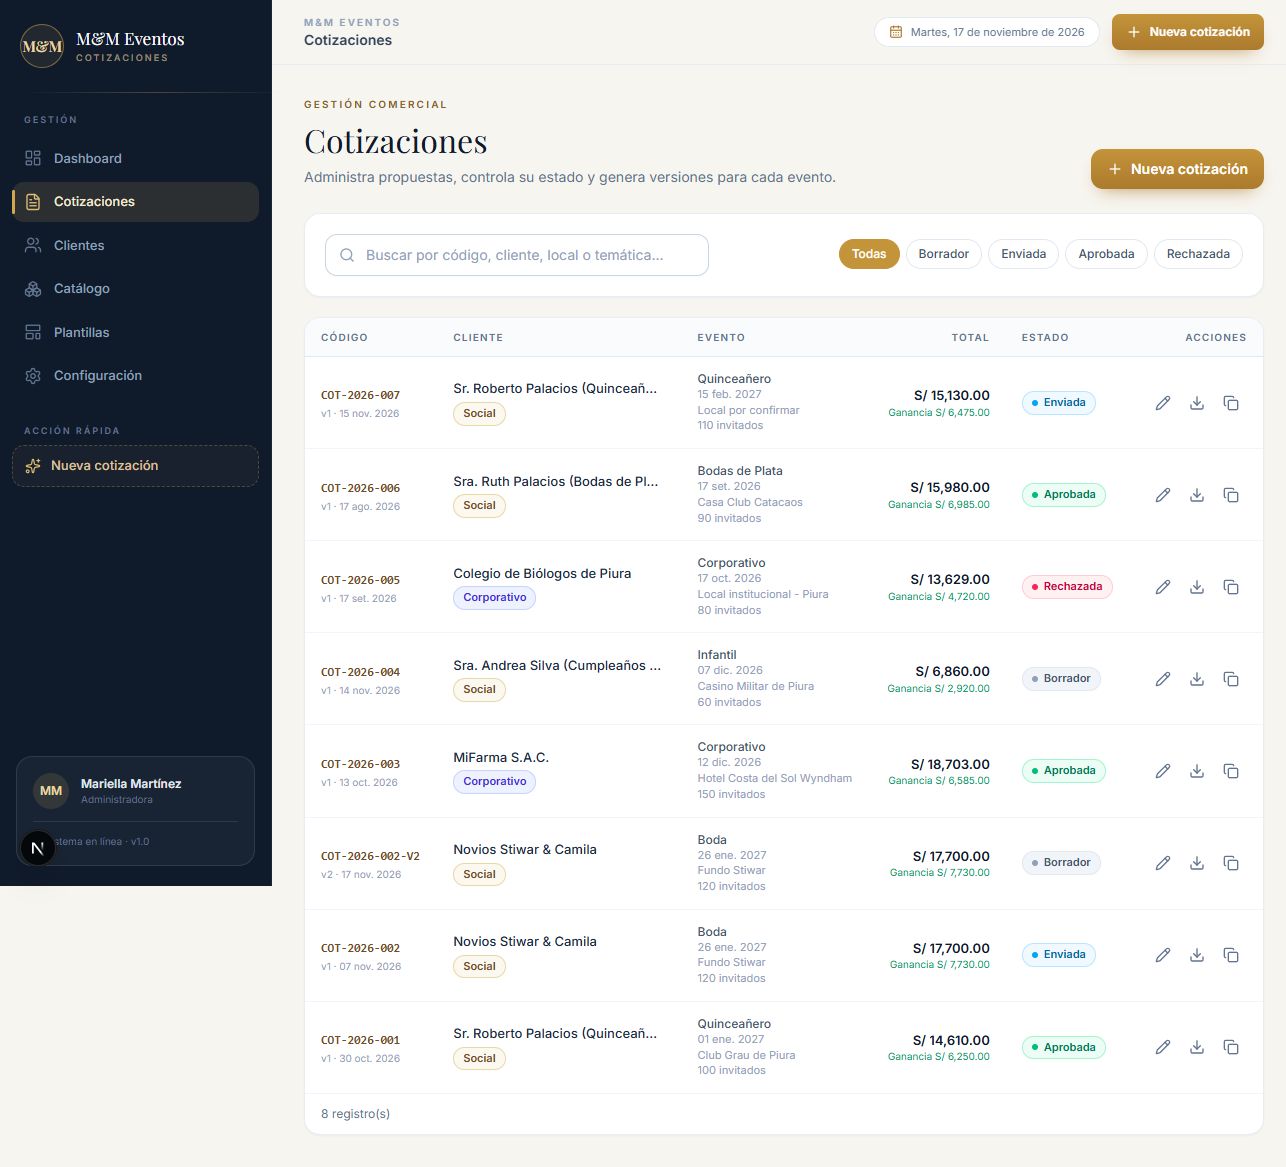 M&M
M&M Eventos
COTIZACIONES
GESTIÓN
Dashboard
Cotizaciones
Clientes
Catálogo
Plantillas
Configuración
ACCIÓN RÁPIDA
Nueva cotización
MM
Mariella Martínez
Administradora
stema en línea · v1.0
N
M&M EVENTOS
Cotizaciones
Martes, 17 de noviembre de 2026
+ Nueva cotización
GESTIÓN COMERCIAL
Cotizaciones
Administra propuestas, controla su estado y genera versiones para cada evento.
+ Nueva cotización
Buscar por código, cliente, local o temática...
Todas
Borrador
Enviada
Aprobada
Rechazada
CÓDIGO CLIENTE EVENTO TOTAL ESTADO ACCIONES
COT-2026-007
v1 · 15 nov. 2026
Sr. Roberto Palacios (Quinceañ...
Social
Quinceañero
15 feb. 2027
Local por confirmar
110 invitados
S/ 15,130.00
Ganancia S/ 6,475.00
Enviada
COT-2026-006
v1 · 17 ago. 2026
Sra. Ruth Palacios (Bodas de Pl...
Social
Bodas de Plata
17 set. 2026
Casa Club Catacaos
90 invitados
S/ 15,980.00
Ganancia S/ 6,985.00
Aprobada
COT-2026-005
v1 · 17 set. 2026
Colegio de Biólogos de Piura
Corporativo
Corporativo
17 oct. 2026
Local institucional - Piura
80 invitados
S/ 13,629.00
Ganancia S/ 4,720.00
Rechazada
COT-2026-004
v1 · 14 nov. 2026
Sra. Andrea Silva (Cumpleaños ...
Social
Infantil
07 dic. 2026
Casino Militar de Piura
60 invitados
S/ 6,860.00
Ganancia S/ 2,920.00
Borrador
COT-2026-003
v1 · 13 oct. 2026
MiFarma S.A.C.
Corporativo
Corporativo
12 dic. 2026
Hotel Costa del Sol Wyndham
150 invitados
S/ 18,703.00
Ganancia S/ 6,585.00
Aprobada
COT-2026-002-V2
v2 · 17 nov. 2026
Novios Stiwar & Camila
Social
Boda
26 ene. 2027
Fundo Stiwar
120 invitados
S/ 17,700.00
Ganancia S/ 7,730.00
Borrador
COT-2026-002
v1 · 07 nov. 2026
Novios Stiwar & Camila
Social
Boda
26 ene. 2027
Fundo Stiwar
120 invitados
S/ 17,700.00
Ganancia S/ 7,730.00
Enviada
COT-2026-001
v1 · 30 oct. 2026
Sr. Roberto Palacios (Quinceañ...
Social
Quinceañero
01 ene. 2027
Club Grau de Piura
100 invitados
S/ 14,610.00
Ganancia S/ 6,250.00
Aprobada
8 registro(s)